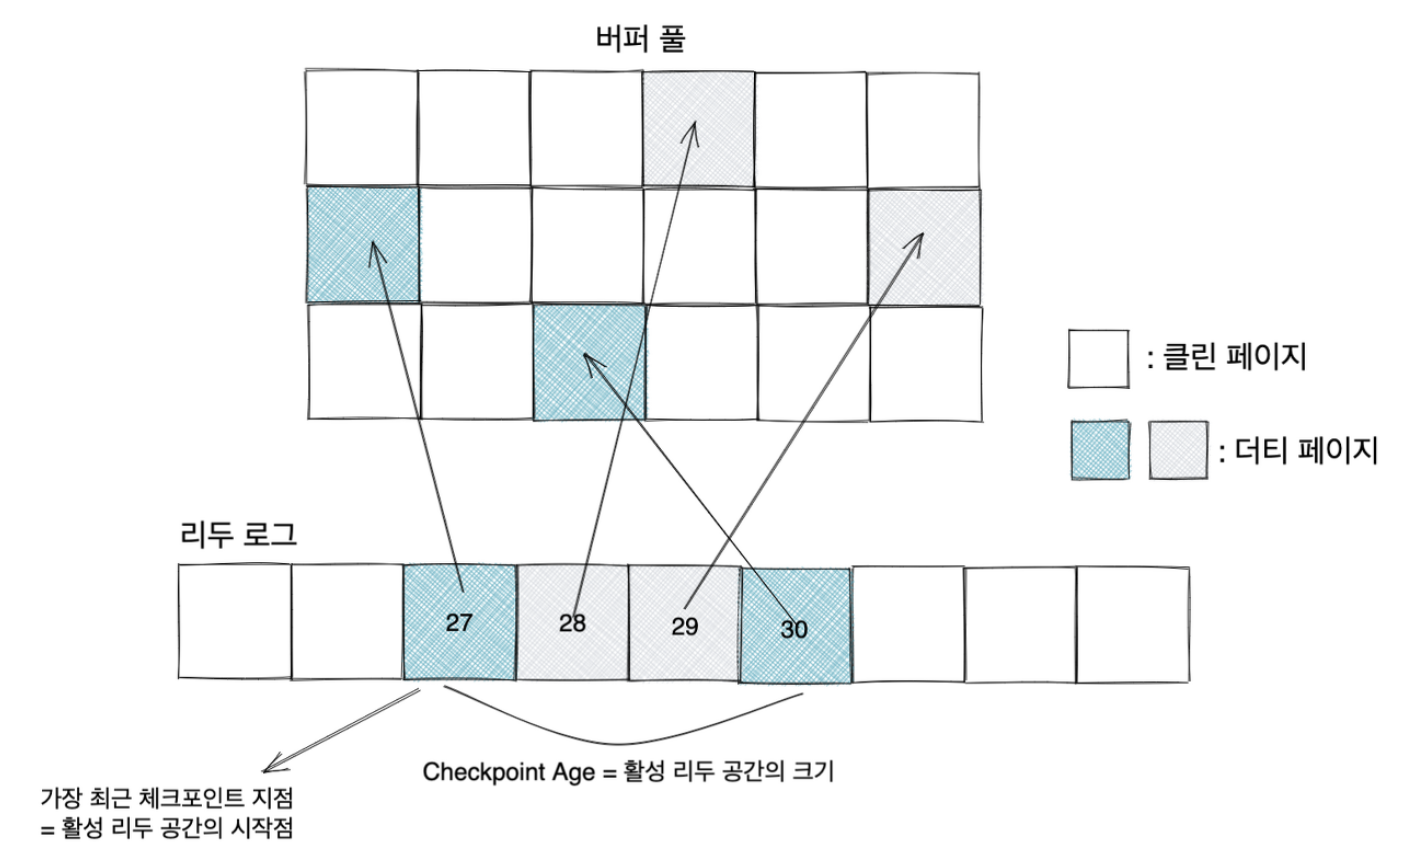 버퍼 풀
: 클린 페이지
: 더티 페이지
리두 로그
27
28
29
30
Checkpoint Age = 활성 리두 공간의 크기
가장 최근 체크포인트 지점
= 활성 리두 공간의 시작점